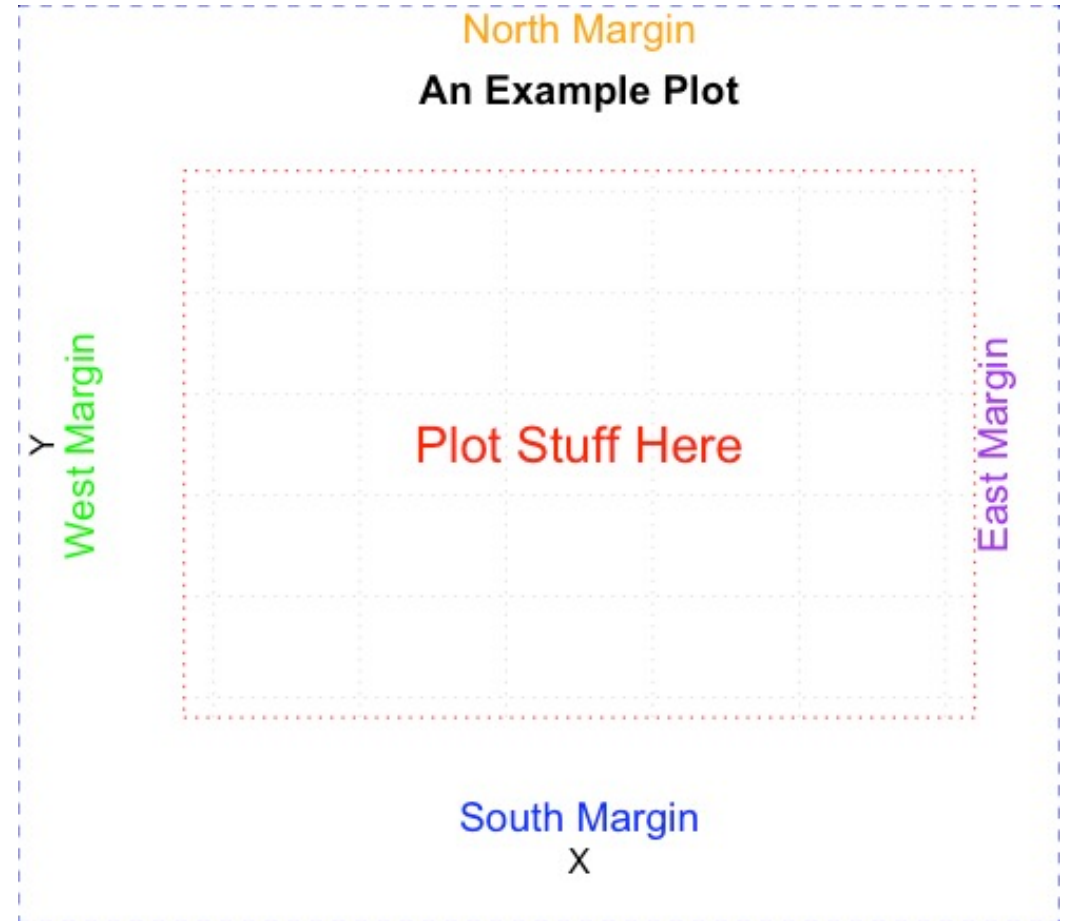 North Margin
An Example Plot
Y
West Margin
Plot Stuff Here
East Margin
South Margin
X